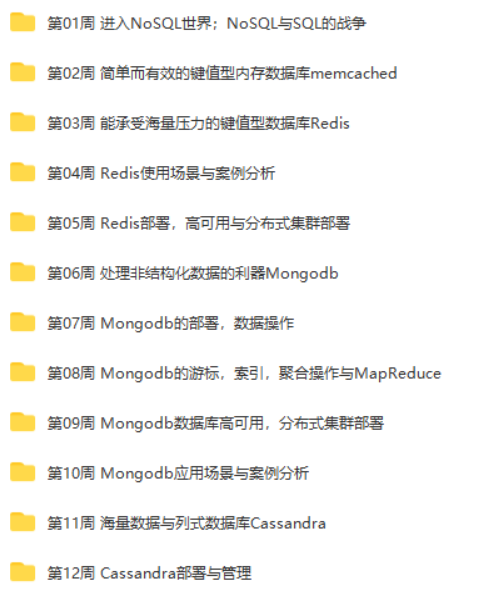 第01周 进入NoSQL世界；NoSQL与SQL的战争
第02周 简单而有效的键值型内存数据库memcached
第03周 能承受海量压力的键值型数据库Redis
第04周 Redis使用场景与案例分析
第05周 Redis部署，高可用与分布式集群部署
第06周 处理非结构化数据的利器Mongodb
第07周 Mongodb的部署，数据操作
第08周 Mongodb的游标，索引，聚合操作与MapReduce
第09周 Mongodb数据库高可用，分布式集群部署
第10周 Mongodb应用场景与案例分析
第11周 海量数据与列式数据库Cassandra
第12周 Cassandra部署与管理